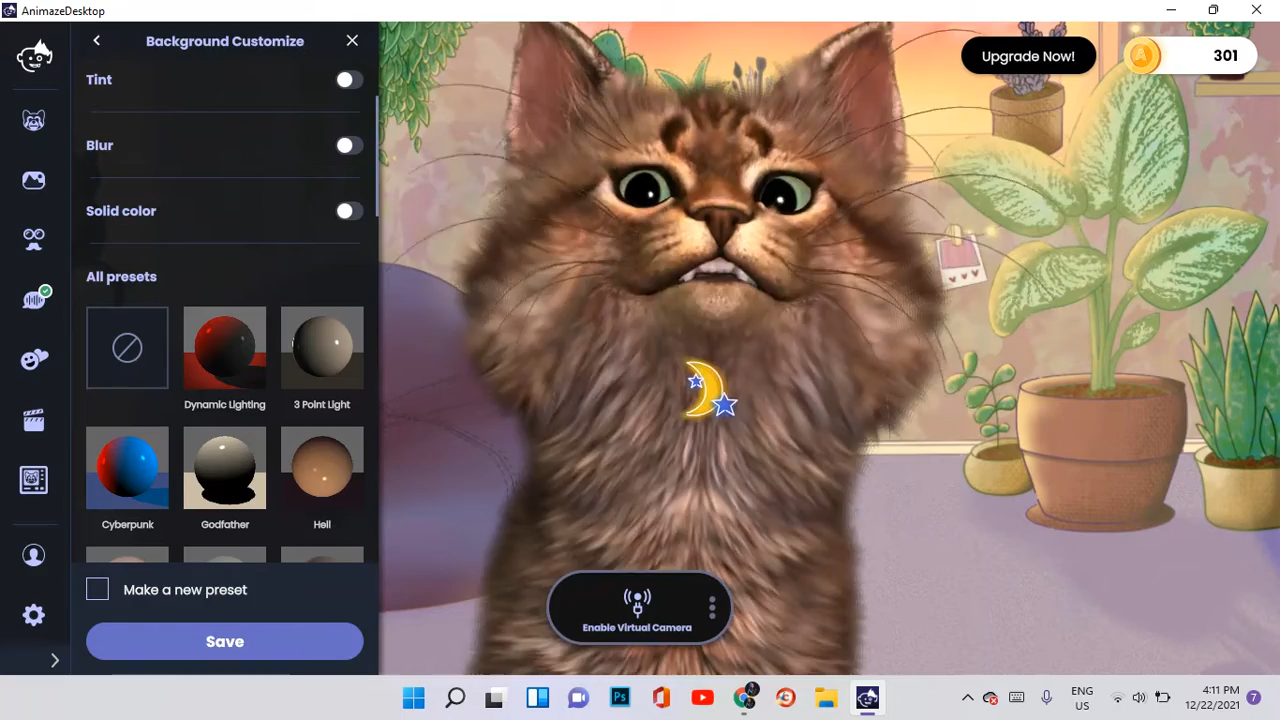 AnimazeDesktop
Background Customize
Upgrade Now!
301
Tint
Blur
Solid color
All presets
Dynamic Lighting
3 Point Light
Cyberpunk
Godfather
Hell
Make a new preset
Save
Enable Virtual Camera
Ps
ENG
US
4:11 PM
12/22/2021
7